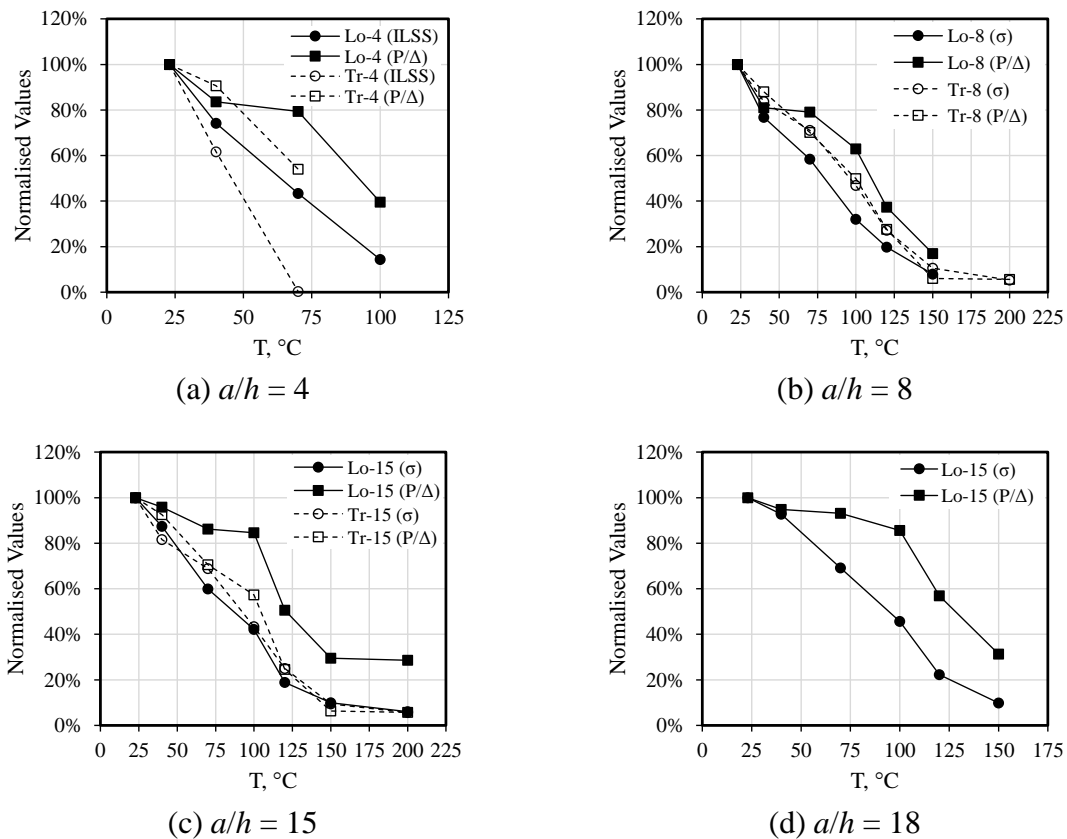 120%
100%
80%
60%
40%
20%
0%
Normalised Values
Lo-4 (ILSS)
Lo-4 (P/Δ)
Tr-4 (ILSS)
Tr-4 (P/Δ)
0 25 50 75 100 125
T, °C
(a) a/h = 4
120%
100%
80%
60%
40%
20%
0%
Normalised Values
Lo-8 (σ)
Lo-8 (P/Δ)
Tr-8 (σ)
Tr-8 (P/Δ)
0 25 50 75 100 125 150 175 200 225
T, °C
(b) a/h = 8
120%
100%
80%
60%
40%
20%
0%
Normalised Values
Lo-15 (σ)
Lo-15 (P/Δ)
Tr-15 (σ)
Tr-15 (P/Δ)
0 25 50 75 100 125 150 175 200 225
T, °C
(c) a/h = 15
120%
100%
80%
60%
40%
20%
0%
Normalised Values
Lo-15 (σ)
Lo-15 (P/Δ)
0 25 50 75 100 125 150 175
T, °C
(d) a/h = 18